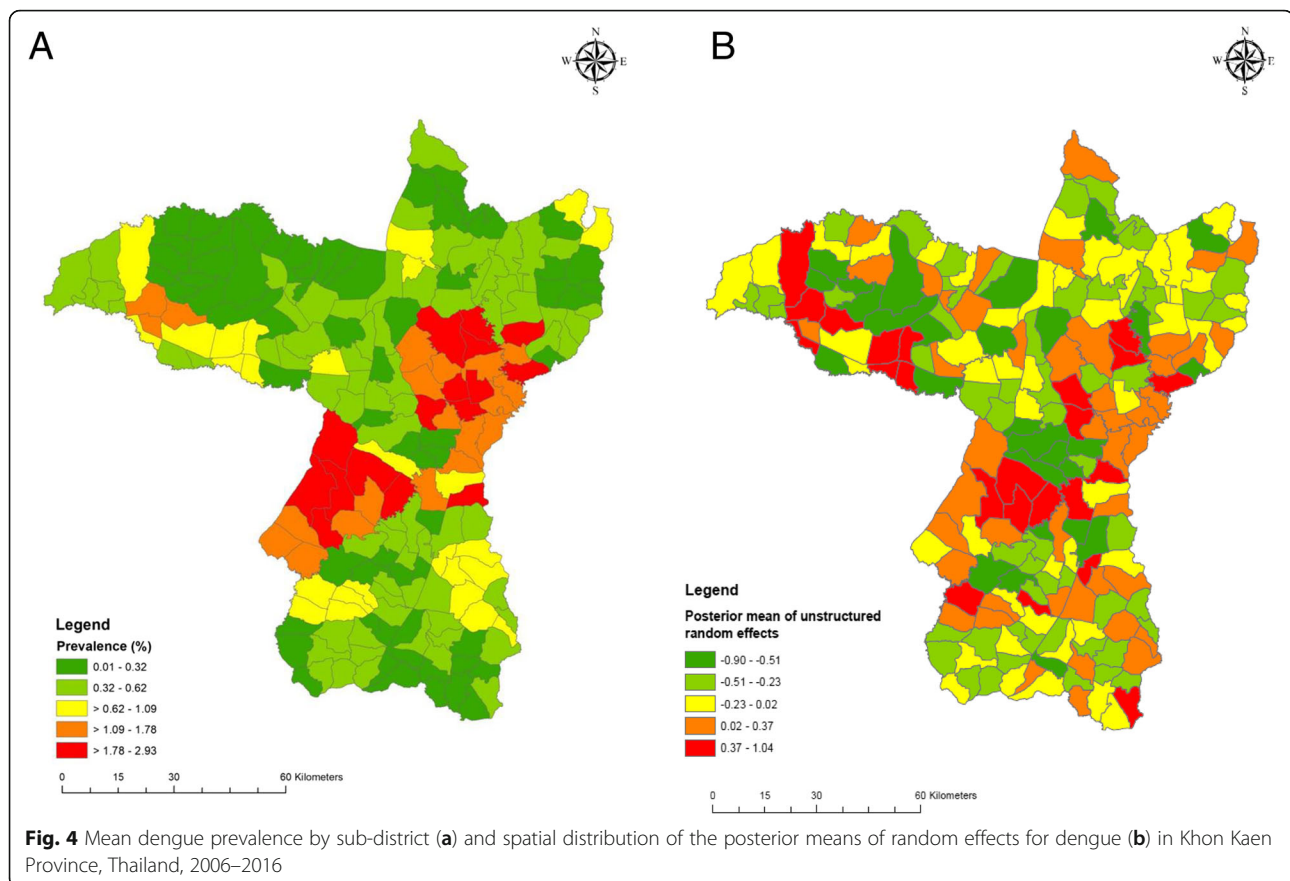 A
N
W E
S
Legend
Prevalence (%)
0.01 - 0.32
0.32 - 0.62
> 0.62 - 1.09
> 1.09 - 1.78
> 1.78 - 2.93
0 15 30 60 Kilometers
B
N
W E
S
Legend
Posterior mean of unstructured
random effects
-0.90 - -0.51
-0.51 - -0.23
-0.23 - 0.02
0.02 - 0.37
0.37 - 1.04
0 15 30 60 Kilometers
Fig. 4 Mean dengue prevalence by sub-district (a) and spatial distribution of the posterior means of random effects for dengue (b) in Khon Kaen
Province, Thailand, 2006–2016